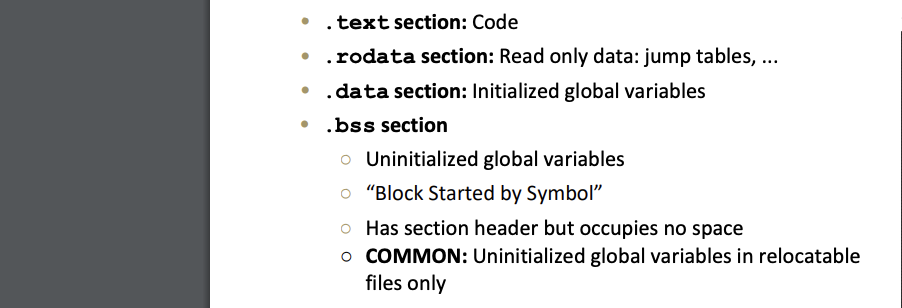 • .text section: Code
• .rodata section: Read only data: jump tables, ...
• .data section: Initialized global variables
• .bss section
○ Uninitialized global variables
○ “Block Started by Symbol”
○ Has section header but occupies no space
○ COMMON: Uninitialized global variables in relocatable
files only